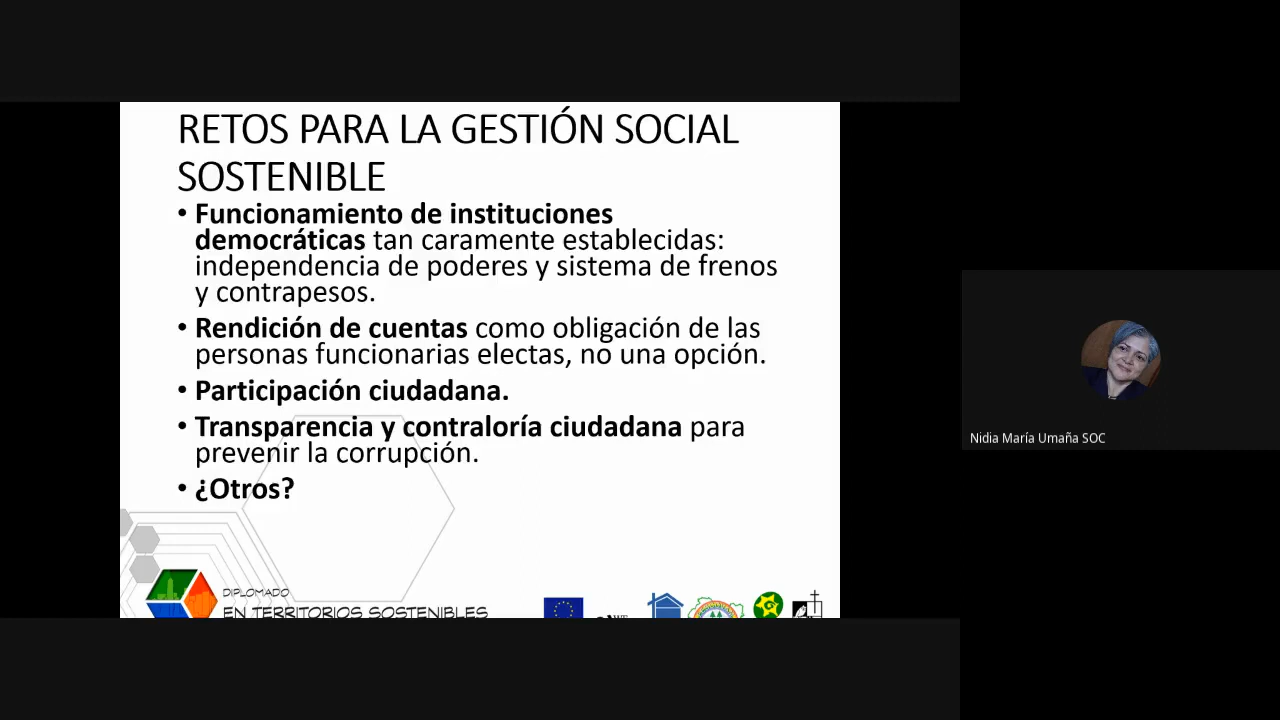 RETOS PARA LA GESTIÓN SOCIAL
SOSTENIBLE
• Funcionamiento de instituciones
democráticas tan caramente establecidas:
independencia de poderes y sistema de frenos
y contrapesos.
• Rendición de cuentas como obligación de las
personas funcionarias electas, no una opción.
• Participación ciudadana.
• Transparencia y contraloría ciudadana para
prevenir la corrupción.
• ¿Otros?
DIPLOMADO
EN TERRITORIOS SOSTENIBLES
Nidia María Umaña SOC